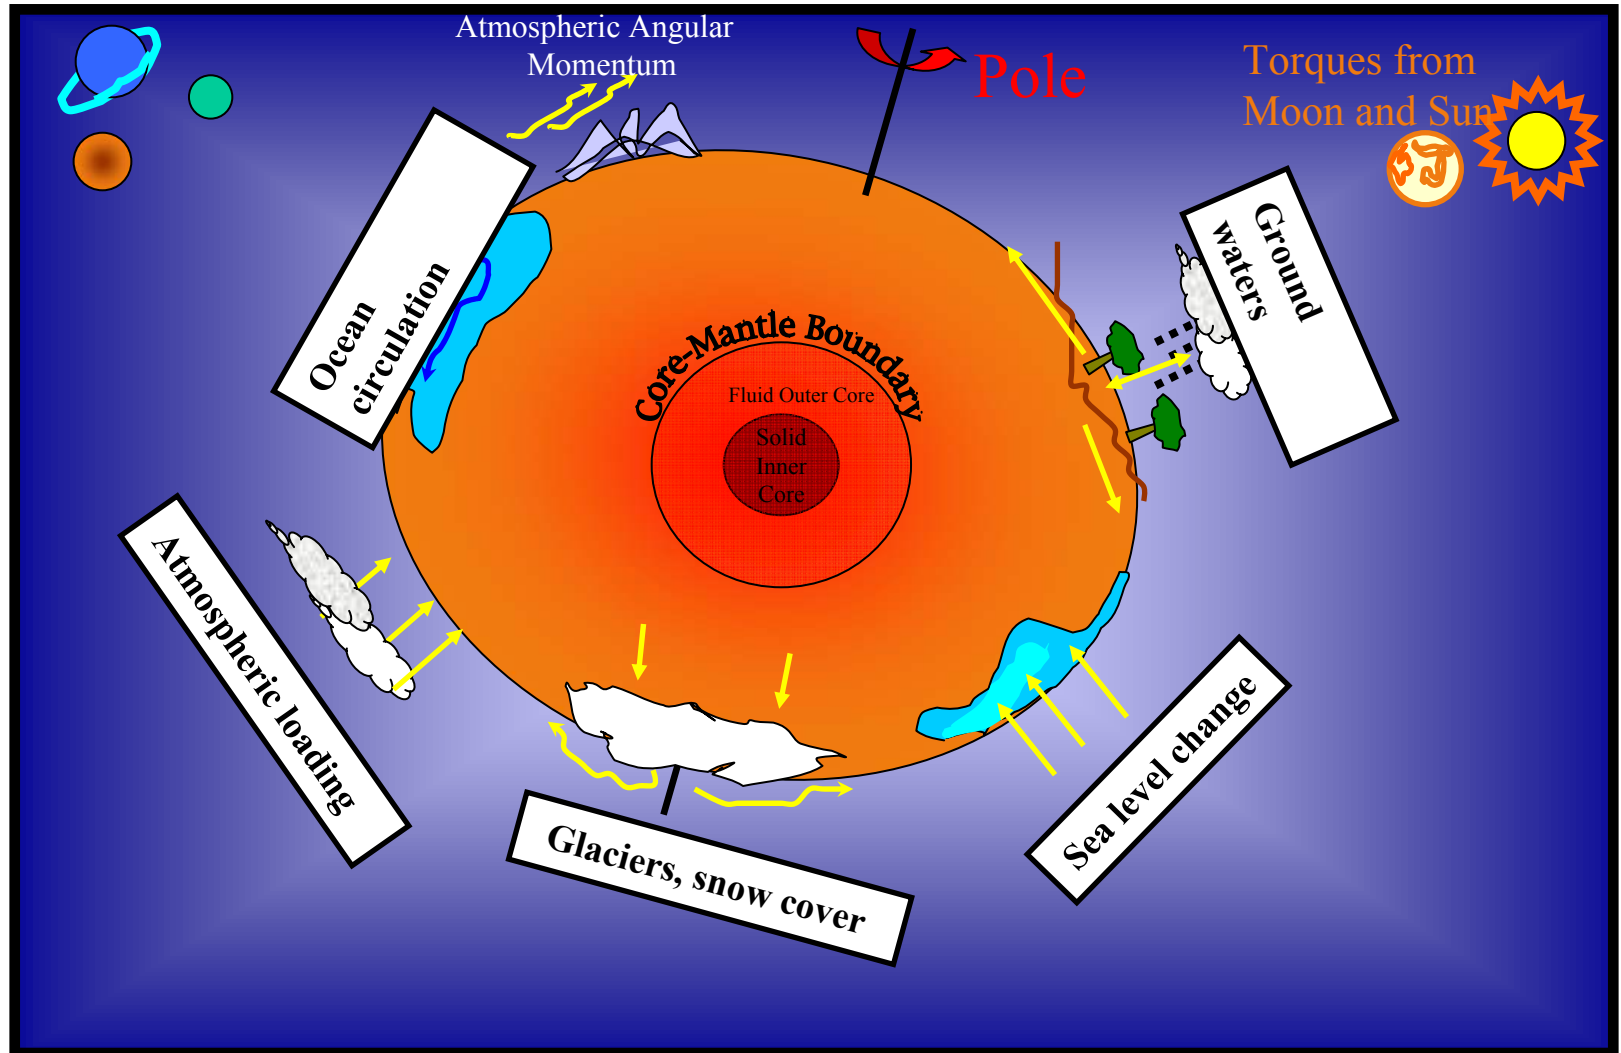 Atmospheric Angular
Momentum
Pole
Torques from
Moon and Sun
Ocean
circulation
Ground
waters
Core-Mantle Boundary
Fluid Outer Core
Solid
Inner
Core
Atmospheric loading
Glaciers, snow cover
Sea level change